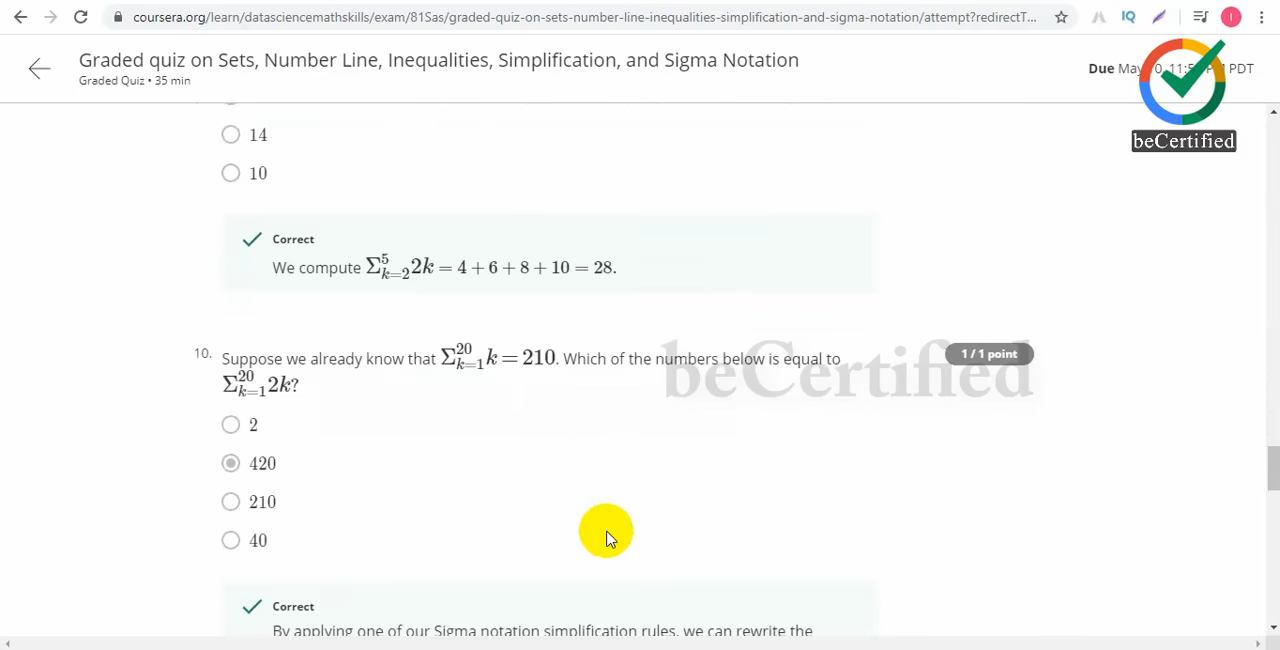 coursera.org/learn/datasciencemathskills/exam/81Sas/graded-quiz-on-sets-number-line-inequalities-simplification-and-sigma-notation/attempt?redirectT...
Graded quiz on Sets, Number Line, Inequalities, Simplification, and Sigma Notation
Graded Quiz • 35 min
Due May PDT
beCertified
14
10
Correct
We compute Σ_{k=2}^{5} 2k = 4 + 6 + 8 + 10 = 28.
10. Suppose we already know that Σ_{k=1}^{20} k = 210. Which of the numbers below is equal to
1 / 1 point
Σ_{k=1}^{20} 2k?
beCertified
2
420
210
40
Correct
By applying one of our Sigma notation simplification rules, we can rewrite the